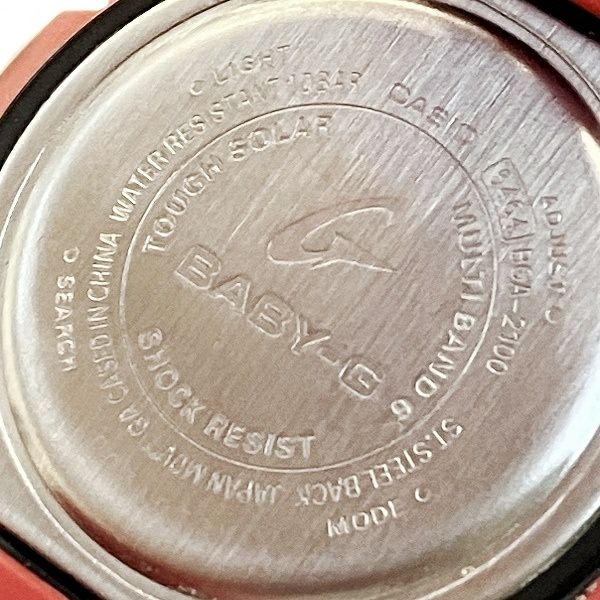 LIGHT
ADJUST
MODE
SEARCH
CASIO
BGA-2100
ST.STEEL BACK JAPAN MOV'T GA CASED IN CHINA WATER RESISTANT 10BAR
TOUGH SOLAR
MULTI BAND 6
SHOCK RESIST
G
BABY-G